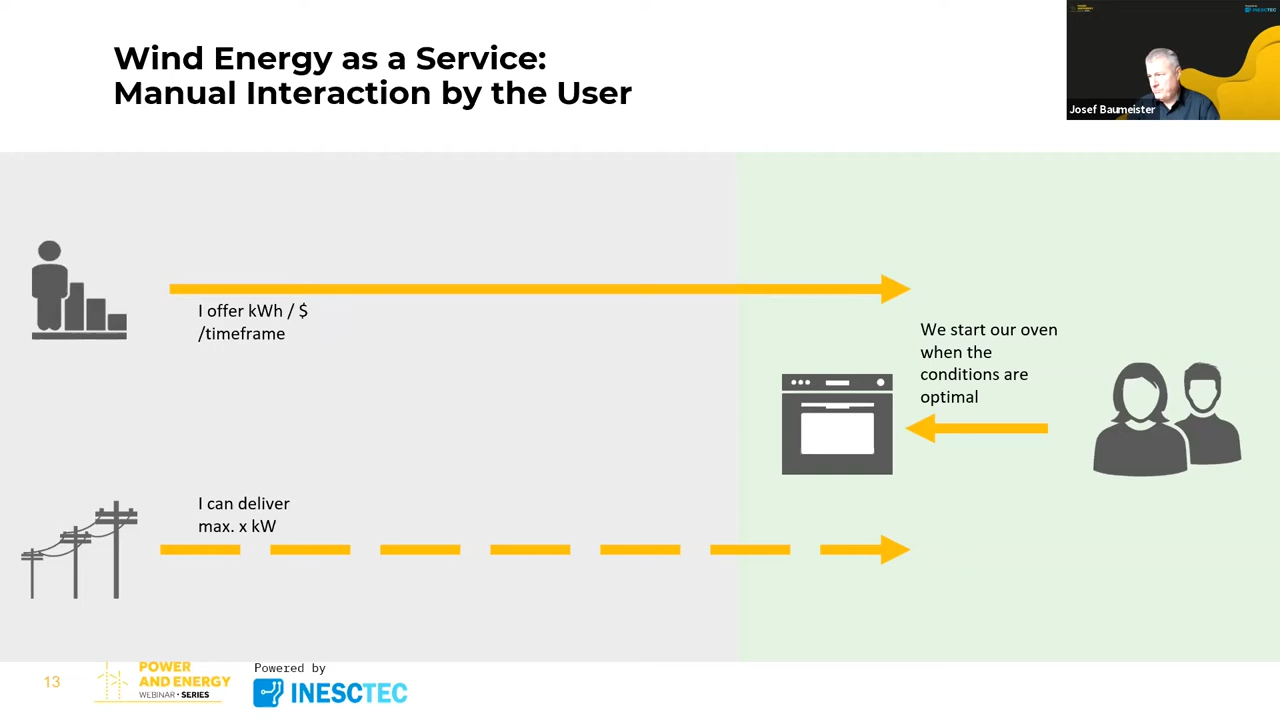 Wind Energy as a Service:
Manual Interaction by the User
Josef Baumeister
I offer kWh / $
/timeframe
We start our oven
when the
conditions are
optimal
I can deliver
max. x kW
13
POWER
AND ENERGY
WEBINAR • SERIES
Powered by
INESCTEC